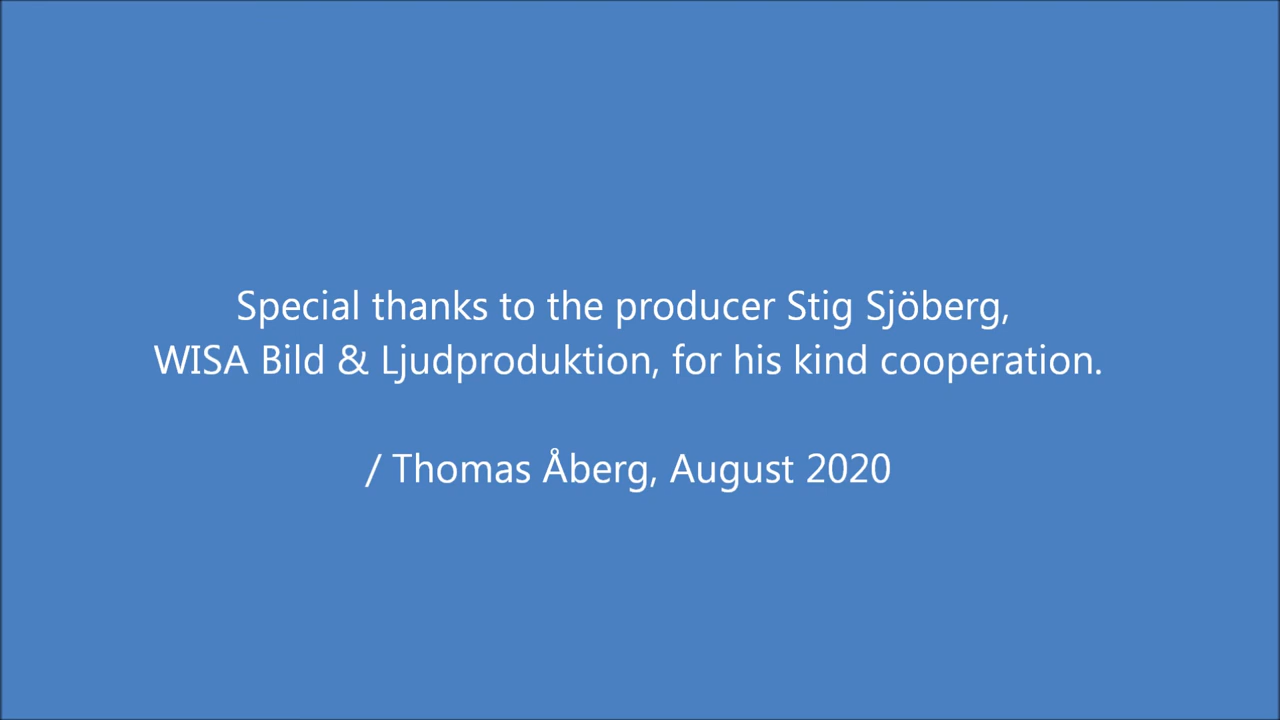 Special thanks to the producer Stig Sjöberg,
WISA Bild & Ljudproduktion, for his kind cooperation.
/ Thomas Åberg, August 2020